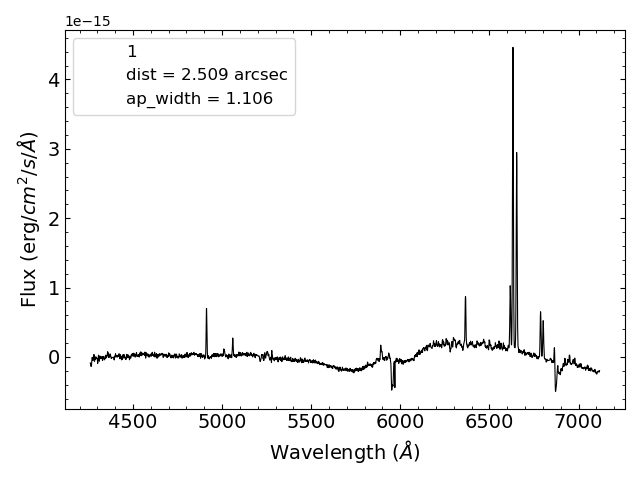 1e−15
1
dist = 2.509 arcsec
ap_width = 1.106
4
3
2
1
0
Flux (erg/cm²/s/Å)
4500 5000 5500 6000 6500 7000
Wavelength (Å)